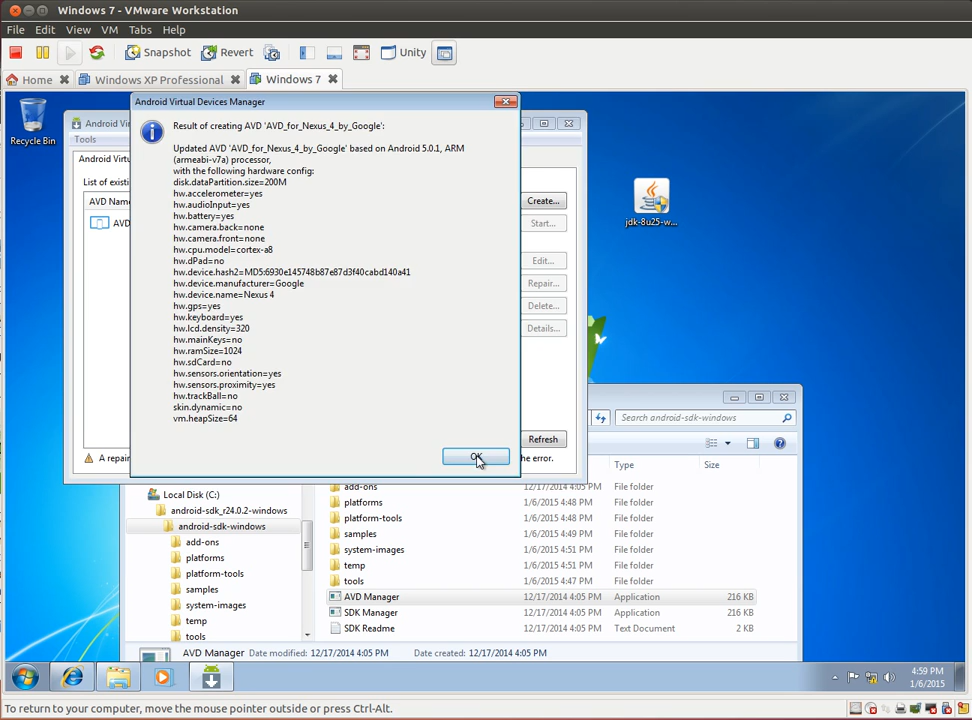 Windows 7 - VMware Workstation
File Edit View VM Tabs Help
Snapshot Revert Unity
Home Windows XP Professional Windows 7
Recycle Bin
Android Vir
Tools
Android Virtu
List of existi
AVD Name
AVD
A repair
Android Virtual Devices Manager
Result of creating AVD 'AVD_for_Nexus_4_by_Google':
Updated AVD 'AVD_for_Nexus_4_by_Google' based on Android 5.0.1, ARM
(armeabi-v7a) processor,
with the following hardware config:
disk.dataPartition.size=200M
hw.accelerometer=yes
hw.audioInput=yes
hw.battery=yes
hw.camera.back=none
hw.camera.front=none
hw.cpu.model=cortex-a8
hw.dPad=no
hw.device.hash2=MD5:6930e145748b87e87d3f40cabd140a41
hw.device.manufacturer=Google
hw.device.name=Nexus 4
hw.gps=yes
hw.keyboard=yes
hw.lcd.density=320
hw.mainKeys=no
hw.ramSize=1024
hw.sdCard=no
hw.sensors.orientation=yes
hw.sensors.proximity=yes
hw.trackBall=no
skin.dynamic=no
vm.heapSize=64
OK
Create...
Start...
Edit...
Repair...
Delete...
Details...
Refresh
he error.
jdk-8u25-w...
Search android-sdk-windows
Type Size
Local Disk (C:)
android-sdk_r24.0.2-windows
android-sdk-windows
add-ons
platforms
platform-tools
samples
system-images
temp
tools
add-ons 12/17/2014 4:05 PM File folder
platforms 1/6/2015 4:48 PM File folder
platform-tools 1/6/2015 4:48 PM File folder
samples 1/6/2015 4:49 PM File folder
system-images 1/6/2015 4:51 PM File folder
temp 1/6/2015 4:51 PM File folder
tools 1/6/2015 4:47 PM File folder
AVD Manager 12/17/2014 4:05 PM Application 216 KB
SDK Manager 12/17/2014 4:05 PM Application 216 KB
SDK Readme 12/17/2014 4:05 PM Text Document 2 KB
AVD Manager Date modified: 12/17/2014 4:05 PM Date created: 12/17/2014 4:05 PM
4:59 PM
1/6/2015
To return to your computer, move the mouse pointer outside or press Ctrl-Alt.